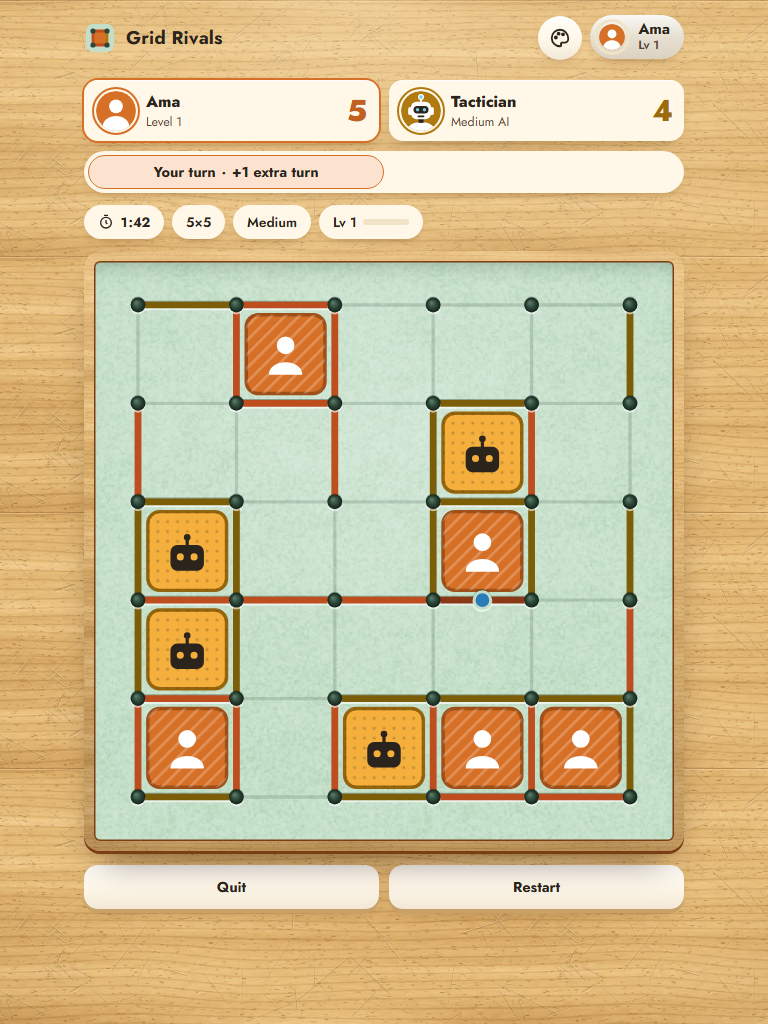 Grid Rivals
Ama
Lv 1
Ama
Level 1
5
Tactician
Medium AI
4
Your turn · +1 extra turn
1:42
5×5
Medium
Lv 1
Quit
Restart